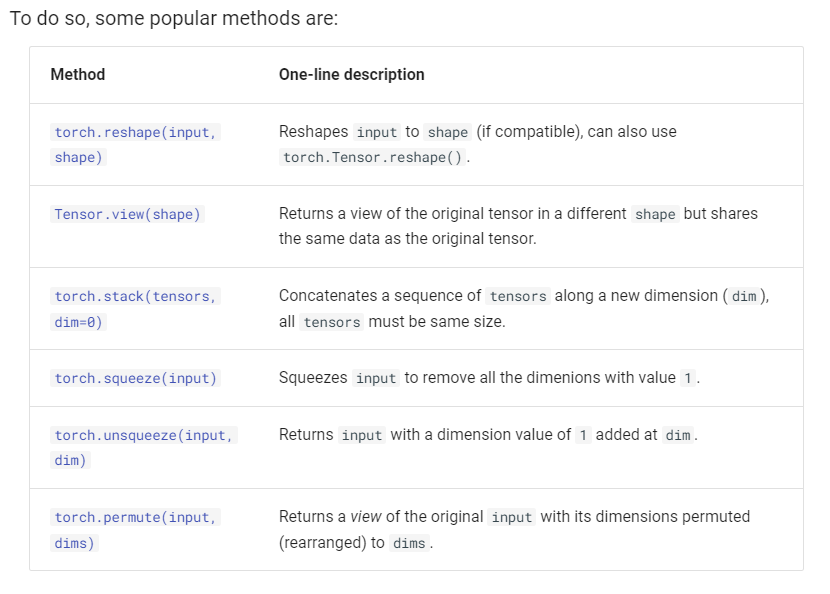 To do so, some popular methods are:
Method One-line description
torch.reshape(input, Reshapes input to shape (if compatible), can also use
shape) torch.Tensor.reshape().
Tensor.view(shape) Returns a view of the original tensor in a different shape but shares
the same data as the original tensor.
torch.stack(tensors, Concatenates a sequence of tensors along a new dimension (dim),
dim=0) all tensors must be same size.
torch.squeeze(input) Squeezes input to remove all the dimenions with value 1.
torch.unsqueeze(input, Returns input with a dimension value of 1 added at dim.
dim)
torch.permute(input, Returns a view of the original input with its dimensions permuted
dims) (rearranged) to dims.